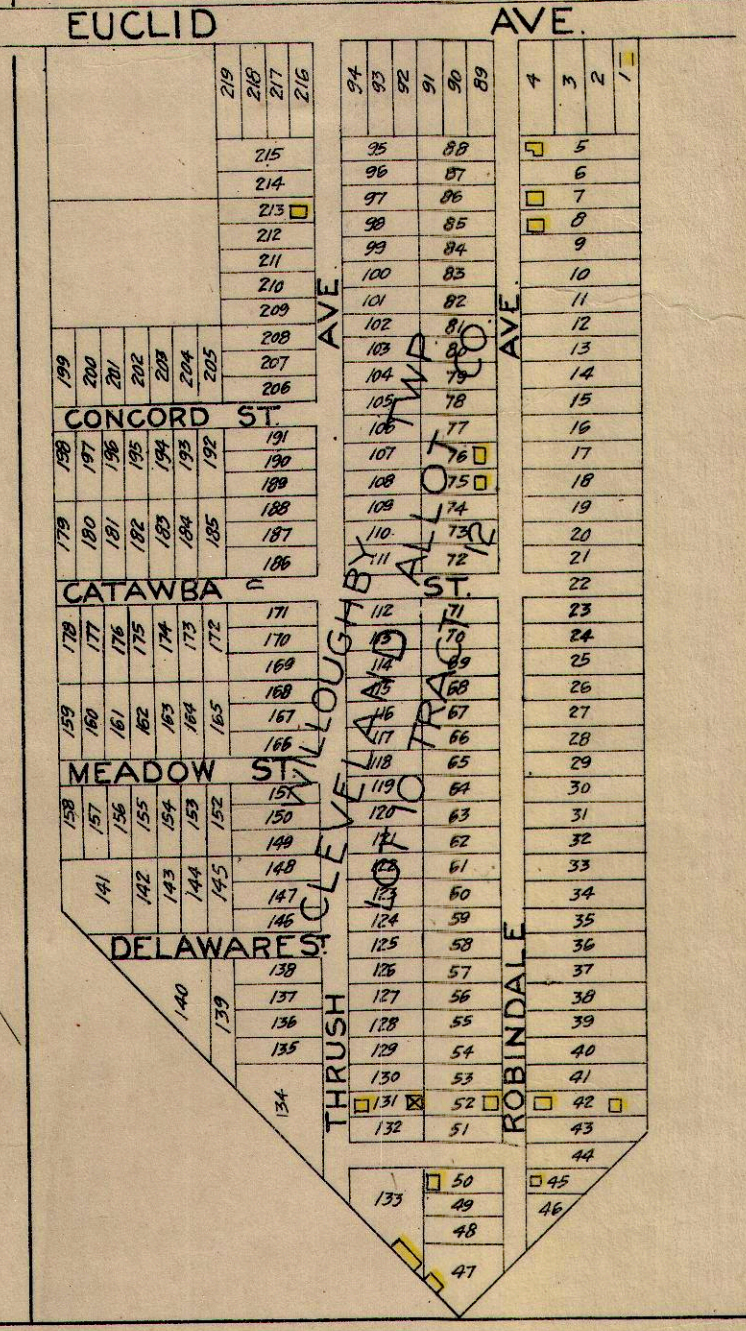 EUCLID AVE.
219 218 217 216
94 93 92 91 90 89
4 3 2 1
215 95 88 5
214 96 87 6
213 97 86 7
212 98 85 8
211 99 84 9
210 100 83 10
209 101 82 11
208 102 81 12
207 103 80 13
206 104 79 14
199 200 201 202 203 204 205
105 78 15
CONCORD ST.
106 77 16
198 197 196 195 194 193 192
191 107 76 17
190 108 75 18
189
179 180 181 182 183 184 185
188 109 74 19
187 110 73 20
186 111 72 21
CATAWBA ST.
22
178 177 176 175 174 173 172
171 112 71 23
170 113 70 24
169 114 69 25
159 160 161 162 163 164 165
168 115 68 26
167 116 67 27
166 117 66 28
MEADOW ST.
118 65 29
158 157 156 155 154 153 152
151 119 64 30
150 120 63 31
149 121 62 32
141 142 143 144 145
148 122 61 33
147 123 60 34
146 124 59 35
DELAWARE ST.
125 58 36
140 139
138 126 57 37
137 127 56 38
136 128 55 39
135 129 54 40
134
130 53 41
131 52 42
132 51 43
44
133 50 45
49 46
48
47
THRUSH AVE
ROBINDALE AVE.
WILLOUGHBY TWP
CLEVELAND ALLOT CO
LOT 10 TRACT 12